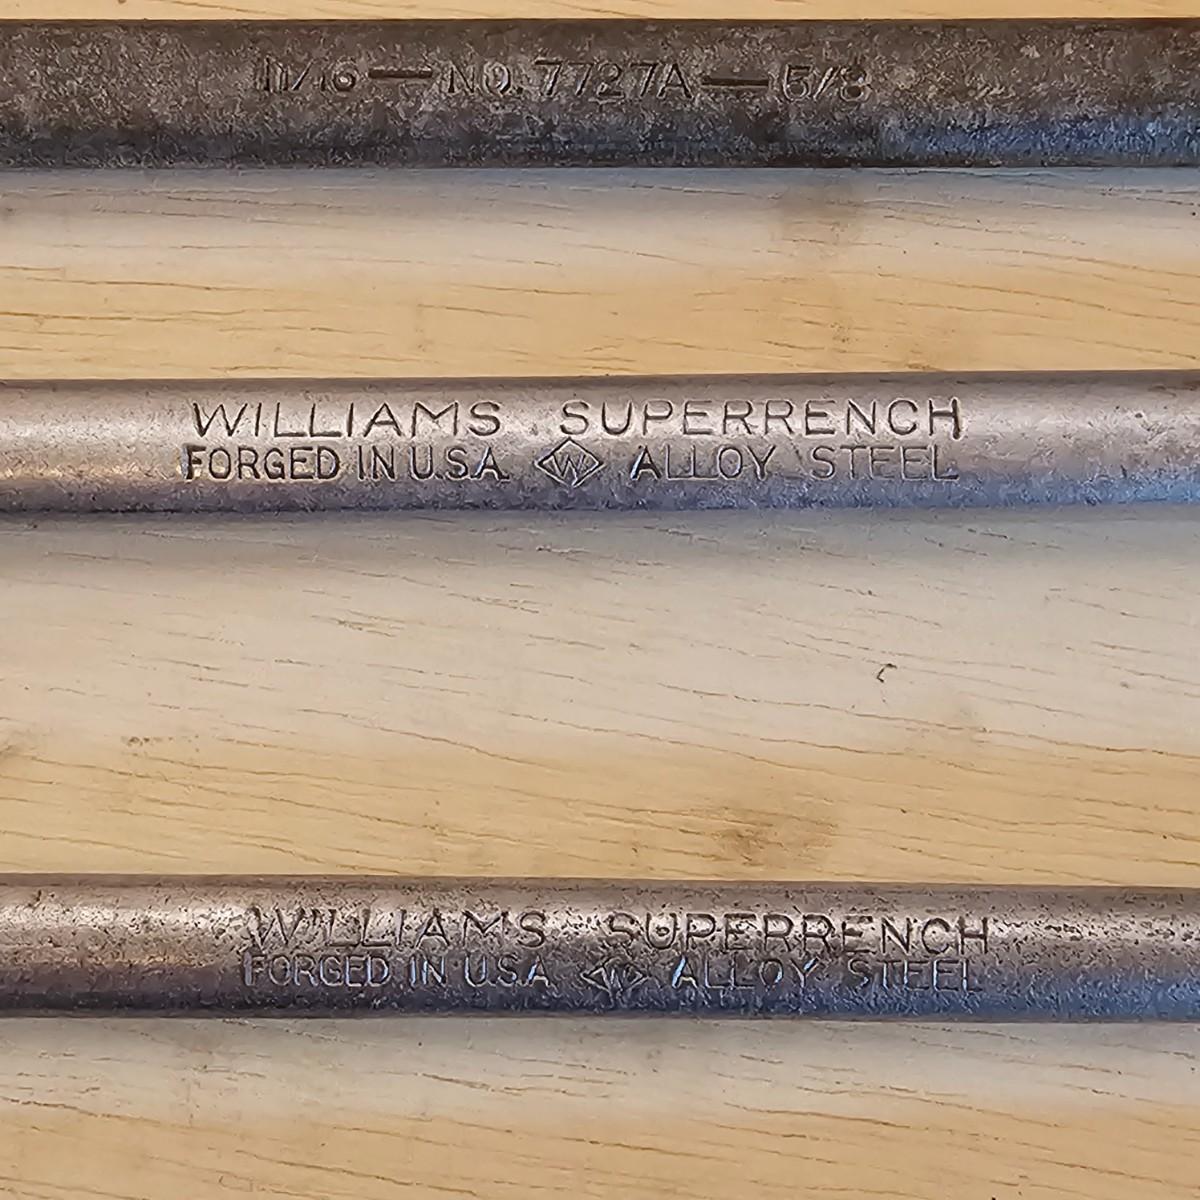 11/16 — NO. 7727A — 5/8
WILLIAMS SUPERRENCH
FORGED IN U.S.A. W ALLOY STEEL
WILLIAMS SUPERRENCH
FORGED IN U.S.A. W ALLOY STEEL